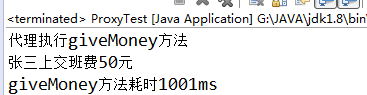 <terminated> ProxyTest [Java Application] G:\JAVA\jdk1.8\bin
代理执行giveMoney方法
张三上交班费50元
giveMoney方法耗时1001ms